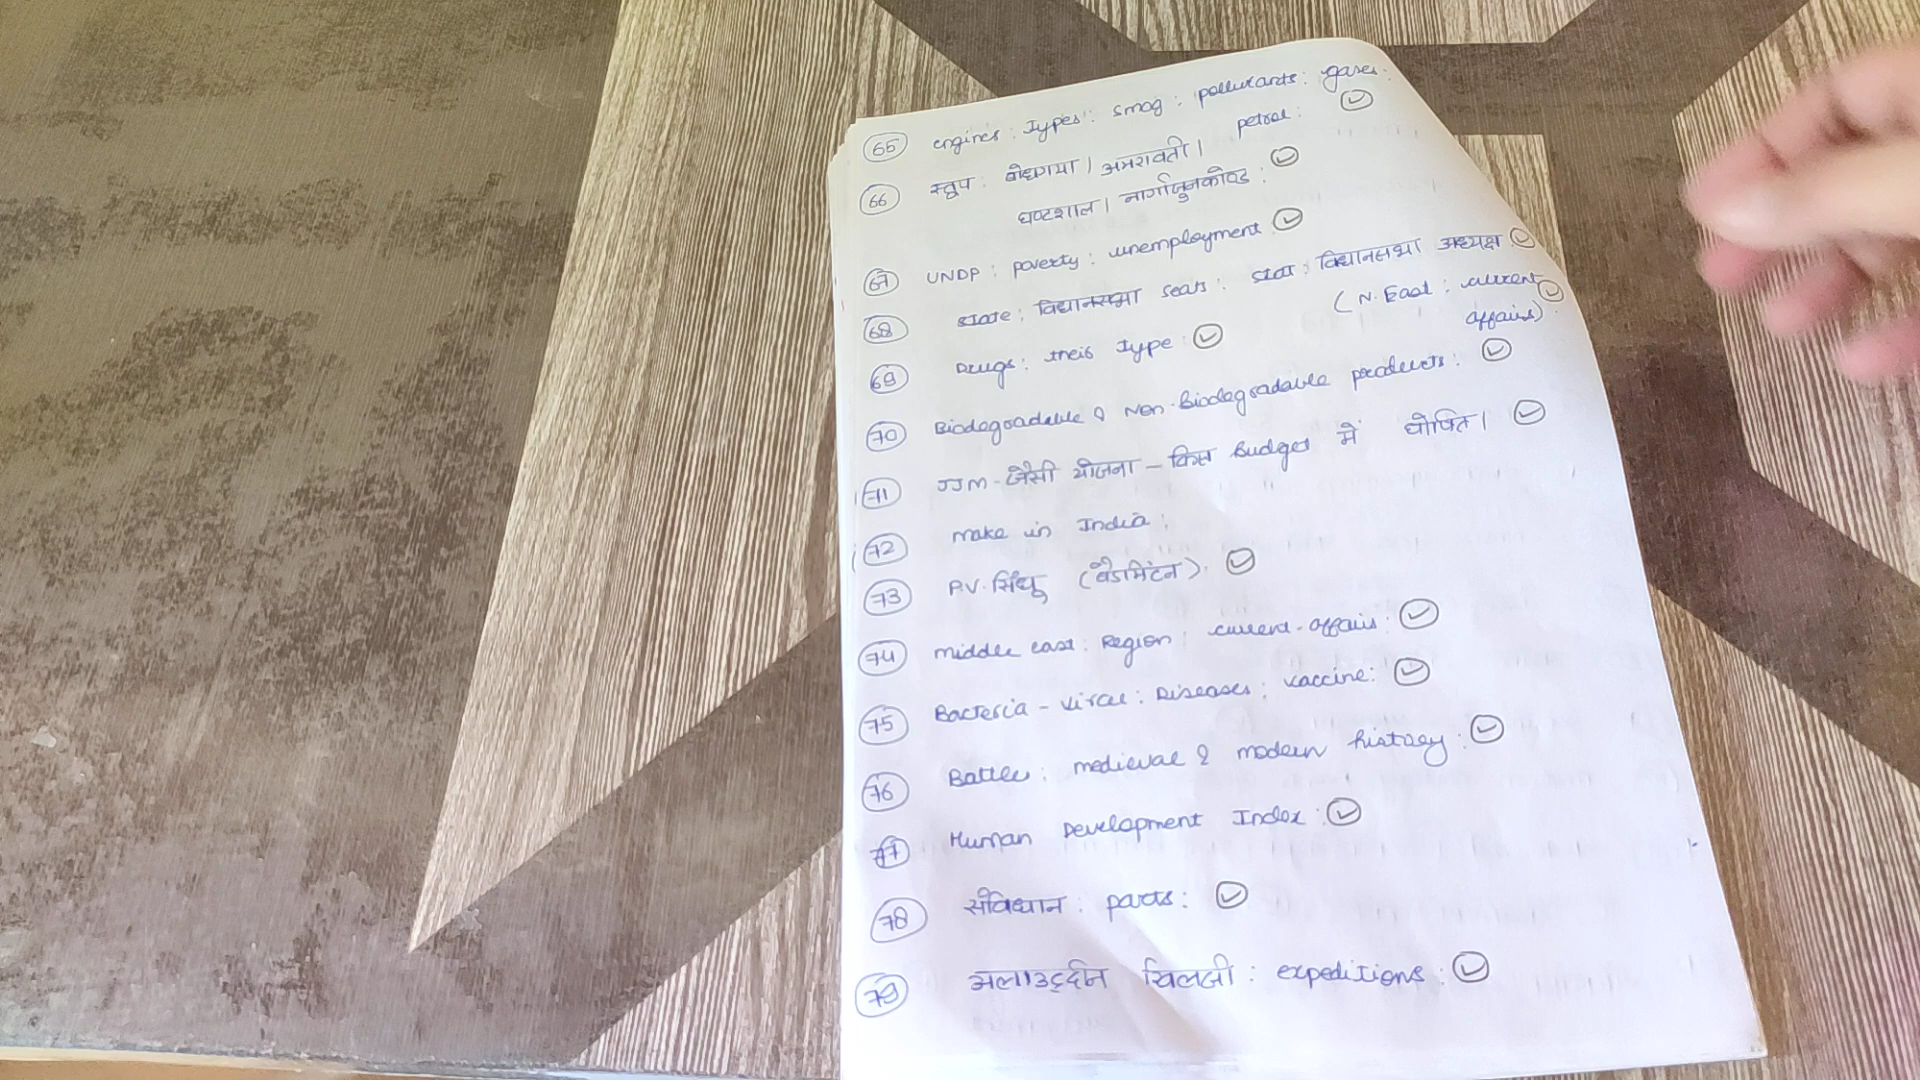 65 engines : Types : smog : pollutants : gases :
petrol :
66 स्तूप : बोधगया । अमरावती ।
घण्टशाल । नागार्जुनकोण्ड :
67 UNDP : poverty : unemployment
68 state : विधानसभा seats : state : विधानसभा अध्यक्ष
(N. East : current affairs)
69 Drugs : their Type :
70 Biodegradable & Non-Biodegradable products :
71 JJM - जैसी योजना – किस Budget में घोषित ।
72 make in India :
73 P.V. सिंधू (बैडमिंटन).
74 middle east : Region : current-affairs :
75 Bacteria - viral : Diseases : vaccine :
76 Battles : medieval & modern history :
77 Human Development Index :
78 संविधान : parts :
79 अलाउद्दीन खिलजी : expeditions :